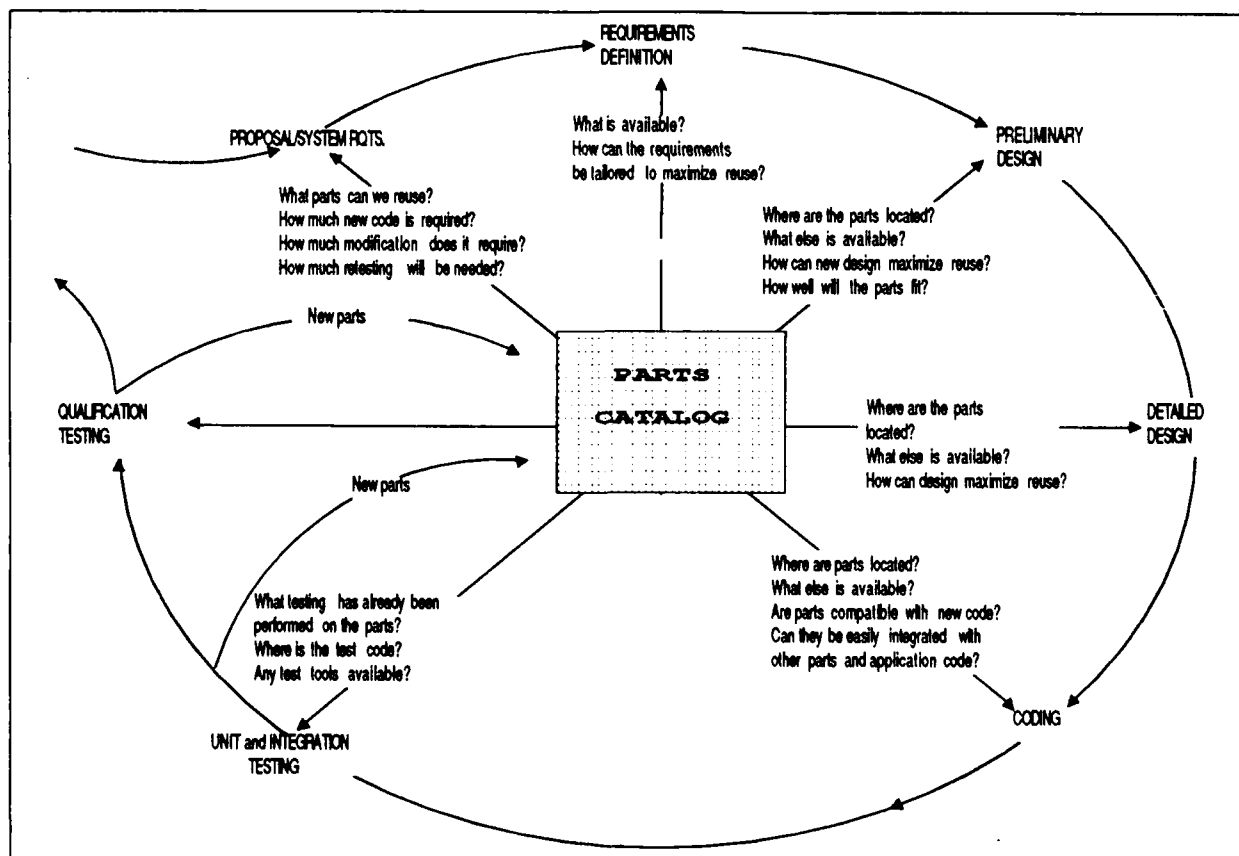 REQUIREMENTS
DEFINITION
PROPOSAL/SYSTEM RQTS.
What is available?
How can the requirements
be tailored to maximize reuse?
PRELIMINARY
DESIGN
What parts can we reuse?
How much new code is required?
How much modification does it require?
How much retesting will be needed?
Where are the parts located?
What else is available?
How can new design maximize reuse?
How well will the parts fit?
New parts
PARTS
CATALOG
QUALIFICATION
TESTING
Where are the parts
located?
What else is available?
How can design maximize reuse?
DETAILED
DESIGN
New parts
Where are parts located?
What else is available?
Are parts compatible with new code?
Can they be easily integrated with
other parts and application code?
What testing has already been
performed on the parts?
Where is the test code?
Any test tools available?
CODING
UNIT and INTEGRATION
TESTING